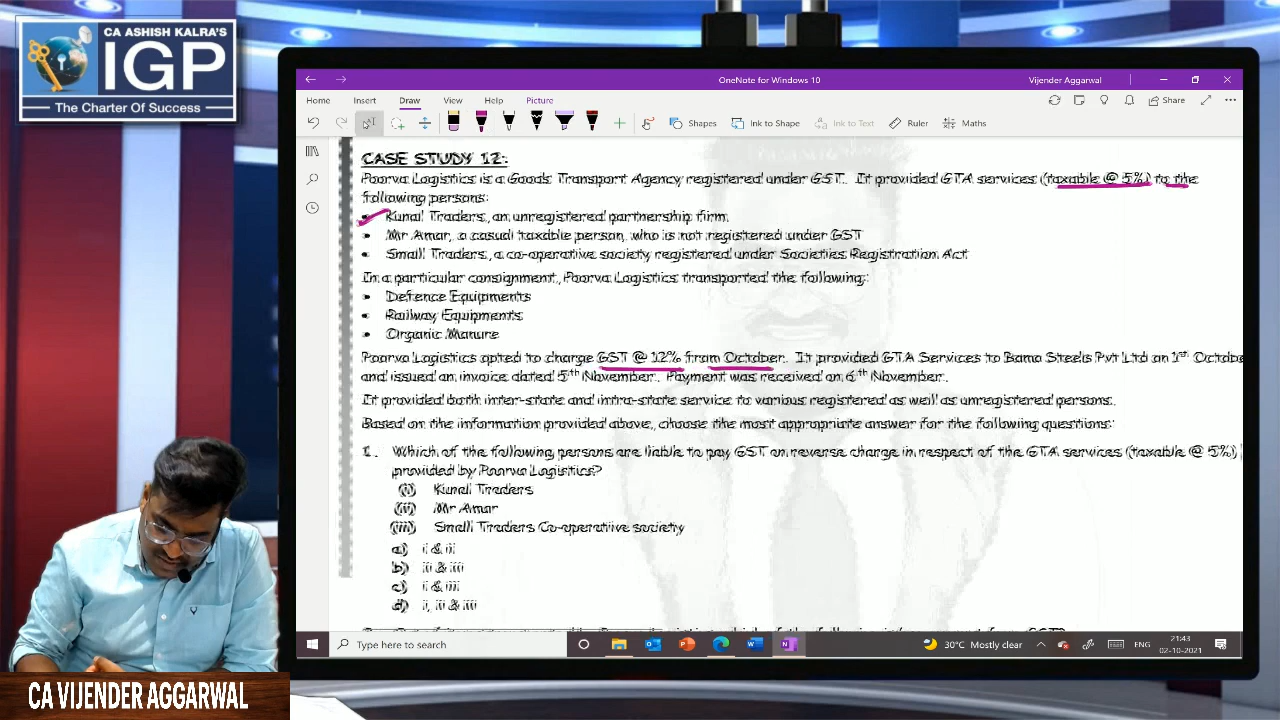 CA ASHISH KALRA'S
IGP
The Charter Of Success
OneNote for Windows 10
Vijender Aggarwal
Home Insert Draw View Help Picture
Share
Shapes Ink to Shape Ink to Text Ruler Maths
CASE STUDY 12:
Poorva Logistics is a Goods Transport Agency registered under GST. It provided GTA services (taxable @ 5%) to the
following persons:
• Kunal Traders, an unregistered partnership firm.
• Mr Amar, a casual taxable person, who is not registered under GST
• Small Traders, a co-operative society registered under Societies Registration Act
In a particular consignment, Poorva Logistics transported the following:
• Defence Equipments
• Railway Equipments
• Organic Manure
Poorva Logistics opted to charge GST @ 12% from October. It provided GTA Services to Bama Steels Pvt Ltd on 1st Octobe
and issued an invoice dated 5th November. Payment was received on 6th November.
It provided both inter-state and intra-state service to various registered as well as unregistered persons.
Based on the information provided above, choose the most appropriate answer for the following questions:
1. Which of the following persons are liable to pay GST on reverse charge in respect of the GTA services (taxable @ 5%)
provided by Poorva Logistics?
(i) Kunal Traders
(ii) Mr Amar
(iii) Small Traders Co-operative society
a) i & ii
b) ii & iii
c) i & iii
d) i, ii & iii
Type here to search
30°C Mostly clear
ENG
21:43
02-10-2021
CA VIJENDER AGGARWAL